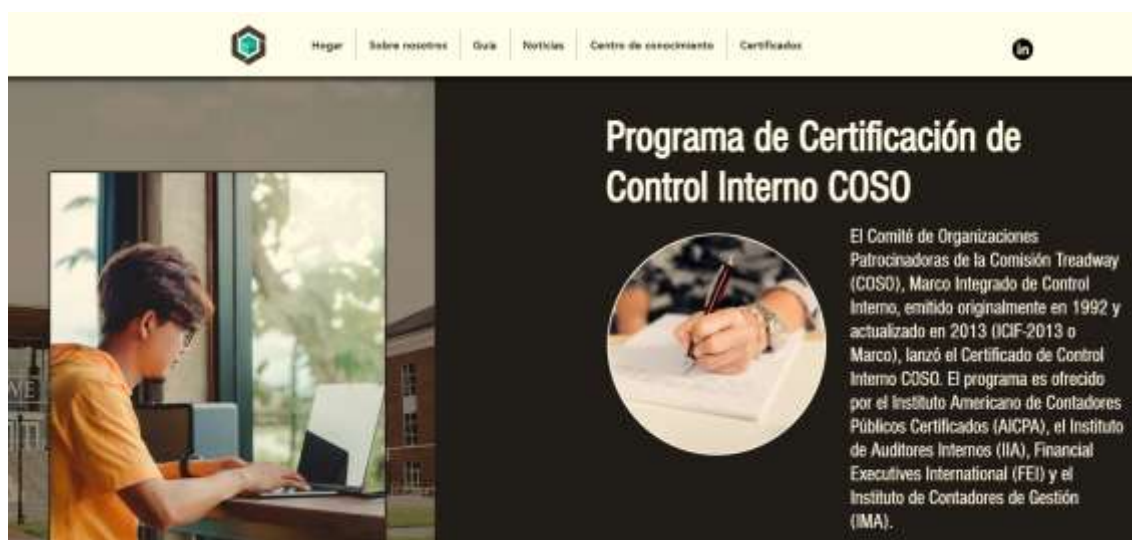 Hogar
Sobre nosotros
Guía
Noticias
Centro de conocimiento
Certificados
in
Programa de Certificación de
Control Interno COSO
El Comité de Organizaciones
Patrocinadoras de la Comisión Treadway
(COSO), Marco Integrado de Control
Interno, emitido originalmente en 1992 y
actualizado en 2013 (ICIF-2013 o
Marco), lanzó el Certificado de Control
Interno COSO. El programa es ofrecido
por el Instituto Americano de Contadores
Públicos Certificados (AICPA), el Instituto
de Auditores Internos (IIA), Financial
Executives International (FEI) y el
Instituto de Contadores de Gestión
(IMA).